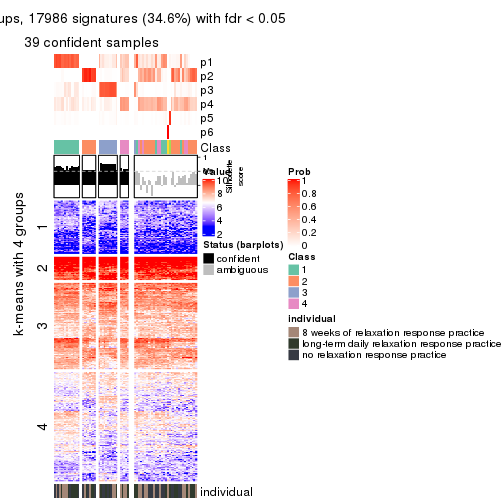 ups, 17986 signatures (34.6%) with fdr < 0.05
39 confident samples
p1
p2
p3
p4
p5
p6
Class
1
Silhouette
score
Value
10
8
6
4
2
Status (barplots)
confident
ambiguous
Prob
1
0.8
0.6
0.4
0.2
0
Class
1
2
3
4
individual
8 weeks of relaxation response practice
long-term daily relaxation response practice
no relaxation response practice
k-means with 4 groups
1
2
3
4
individual